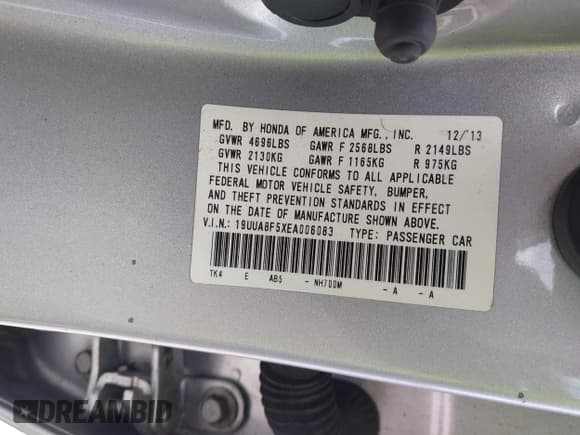 MFD. BY HONDA OF AMERICA MFG., INC. 12/13
GVWR 4696LBS GAWR F 2568LBS R 2149LBS
GVWR 2130KG GAWR F 1165KG R 975KG
THIS VEHICLE CONFORMS TO ALL APPLICABLE
FEDERAL MOTOR VEHICLE SAFETY, BUMPER,
AND THEFT PREVENTION STANDARDS IN EFFECT
ON THE DATE OF MANUFACTURE SHOWN ABOVE.
V.I.N.: 19UUA8F5XEA006083 TYPE: PASSENGER CAR
TK4 E AB5 - NH700M - A - A
DREAMBID